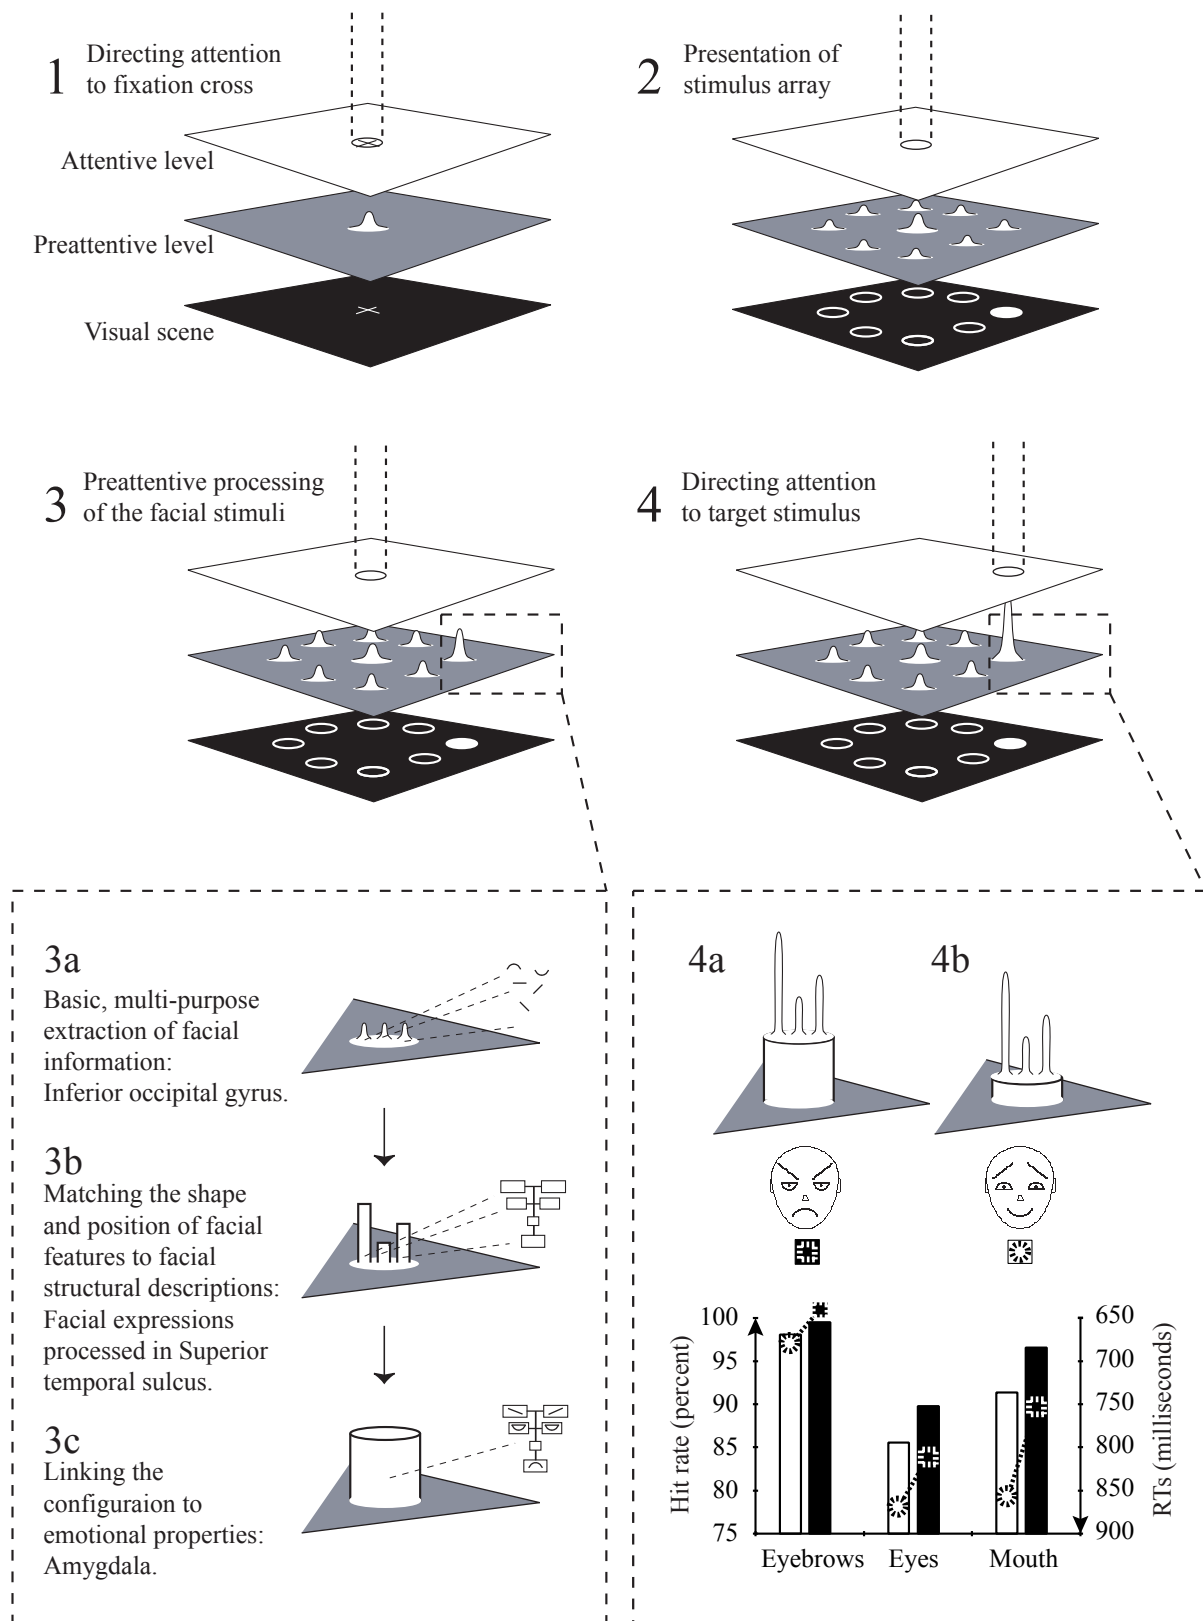 1
Directing attention
to fixation cross
Attentive level
Preattentive level
Visual scene
2
Presentation of
stimulus array
3
Preattentive processing
of the facial stimuli
4
Directing attention
to target stimulus
3a
Basic, multi-purpose
extraction of facial
information:
Inferior occipital gyrus.
3b
Matching the shape
and position of facial
features to facial
structural descriptions:
Facial expressions
processed in Superior
temporal sulcus.
3c
Linking the
configuraion to
emotional properties:
Amygdala.
4a
4b
Hit rate (percent)
100
95
90
85
80
75
650
700
750
800
850
900
RTs (milliseconds)
Eyebrows
Eyes
Mouth